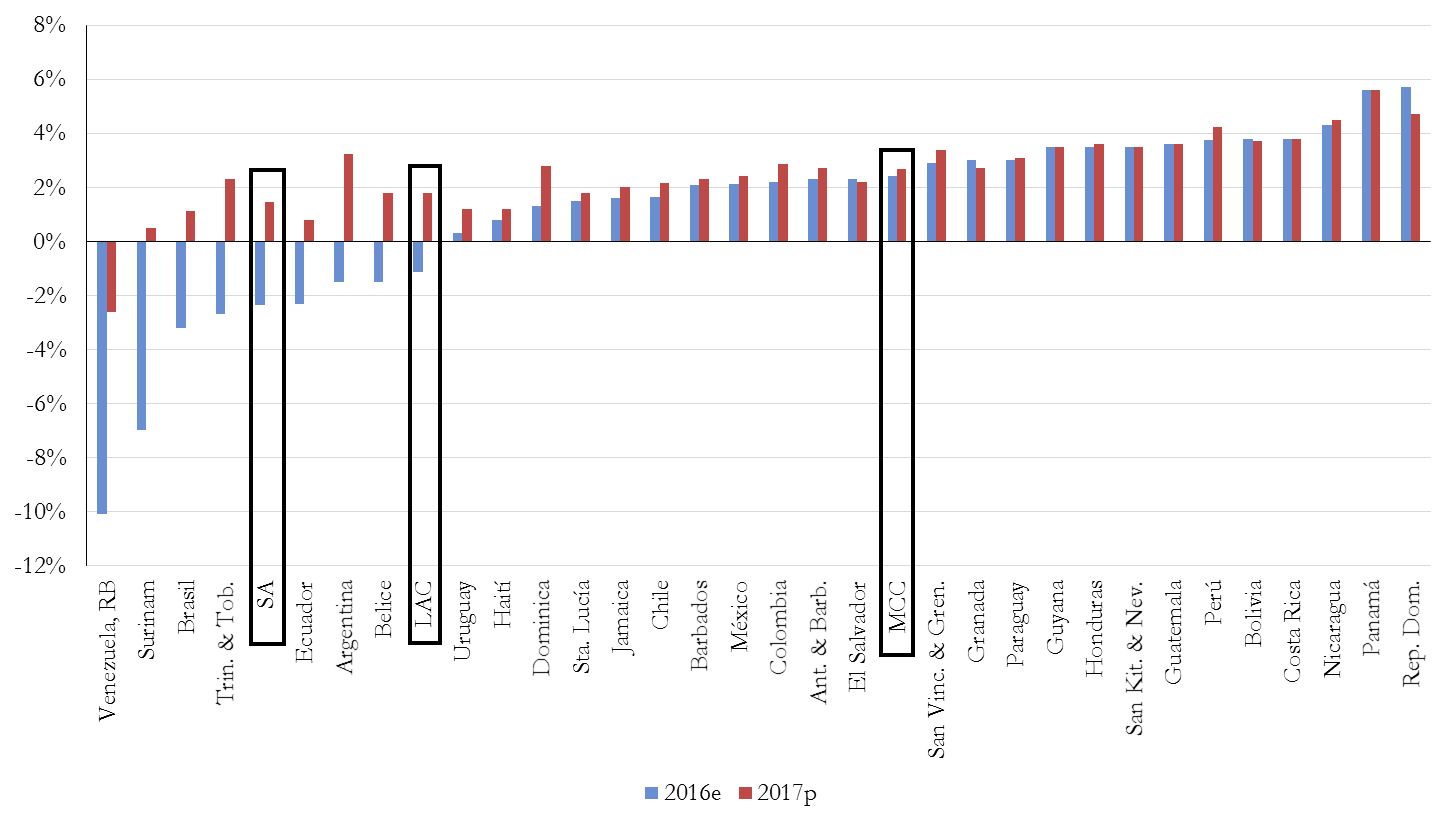 8%
6%
4%
2%
0%
-2%
-4%
-6%
-8%
-10%
-12%
Venezuela, RB
Surinam
Brasil
Trin. & Tob.
SA
Ecuador
Argentina
Belice
LAC
Uruguay
Haití
Dominica
Sta. Lucía
Jamaica
Chile
Barbados
México
Colombia
Ant. & Barb.
El Salvador
MCC
San Vinc. & Gren.
Granada
Paraguay
Guyana
Honduras
San Kit. & Nev.
Guatemala
Perú
Bolivia
Costa Rica
Nicaragua
Panamá
Rep. Dom.
2016e 2017p